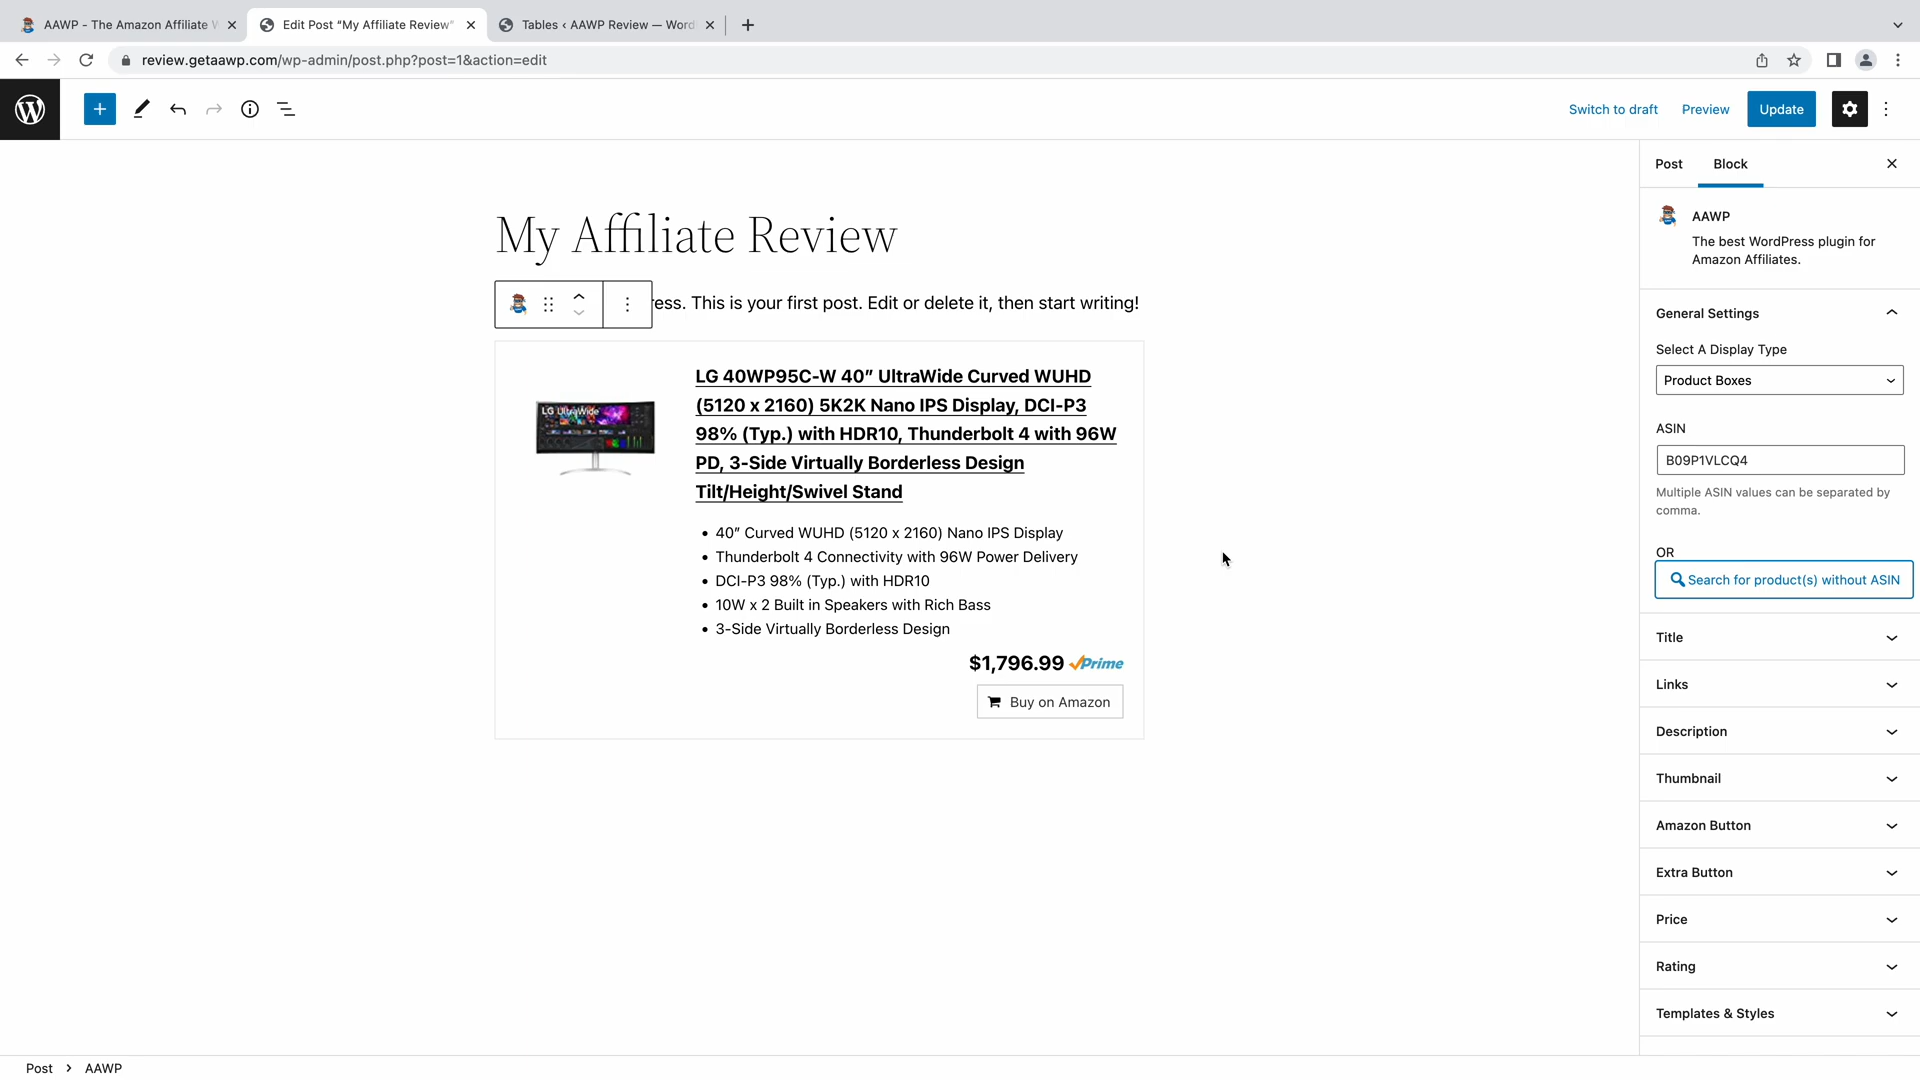 AAWP - The Amazon Affiliate W
Edit Post "My Affiliate Review"
Tables ‹ AAWP Review — Word
review.getaawp.com/wp-admin/post.php?post=1&action=edit
Switch to draft
Preview
Update
Post
Block
AAWP
The best WordPress plugin for
Amazon Affiliates.
My Affiliate Review
ess. This is your first post. Edit or delete it, then start writing!
General Settings
Select A Display Type
Product Boxes
ASIN
B09P1VLCQ4
Multiple ASIN values can be separated by
comma.
OR
Search for product(s) without ASIN
LG UltraWide
LG 40WP95C-W 40” UltraWide Curved WUHD
(5120 x 2160) 5K2K Nano IPS Display, DCI-P3
98% (Typ.) with HDR10, Thunderbolt 4 with 96W
PD, 3-Side Virtually Borderless Design
Tilt/Height/Swivel Stand
• 40” Curved WUHD (5120 x 2160) Nano IPS Display
• Thunderbolt 4 Connectivity with 96W Power Delivery
• DCI-P3 98% (Typ.) with HDR10
• 10W x 2 Built in Speakers with Rich Bass
• 3-Side Virtually Borderless Design
$1,796.99 Prime
Buy on Amazon
Title
Links
Description
Thumbnail
Amazon Button
Extra Button
Price
Rating
Templates & Styles
Post › AAWP